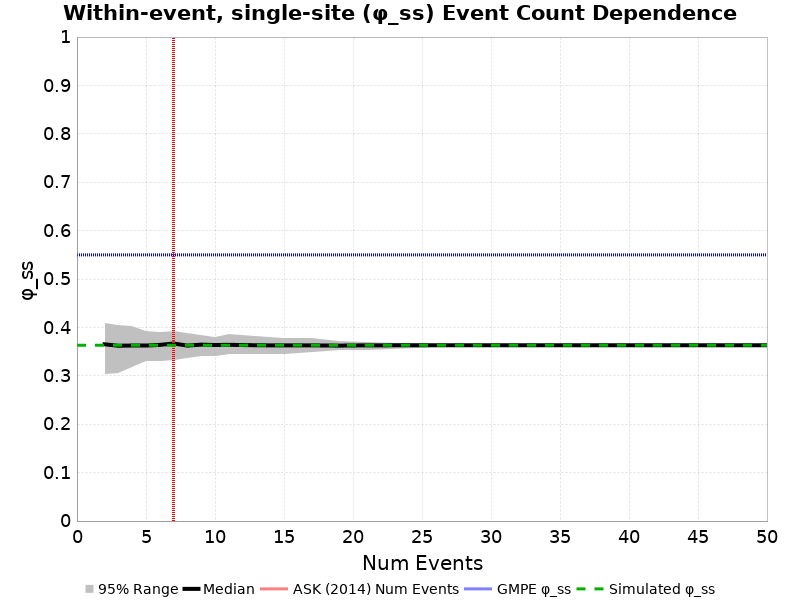 Within-event, single-site (φ_ss) Event Count Dependence
1
0.9
0.8
0.7
0.6
0.5
0.4
0.3
0.2
0.1
0
φ_ss
0 5 10 15 20 25 30 35 40 45 50
Num Events
95% Range Median ASK (2014) Num Events GMPE φ_ss Simulated φ_ss